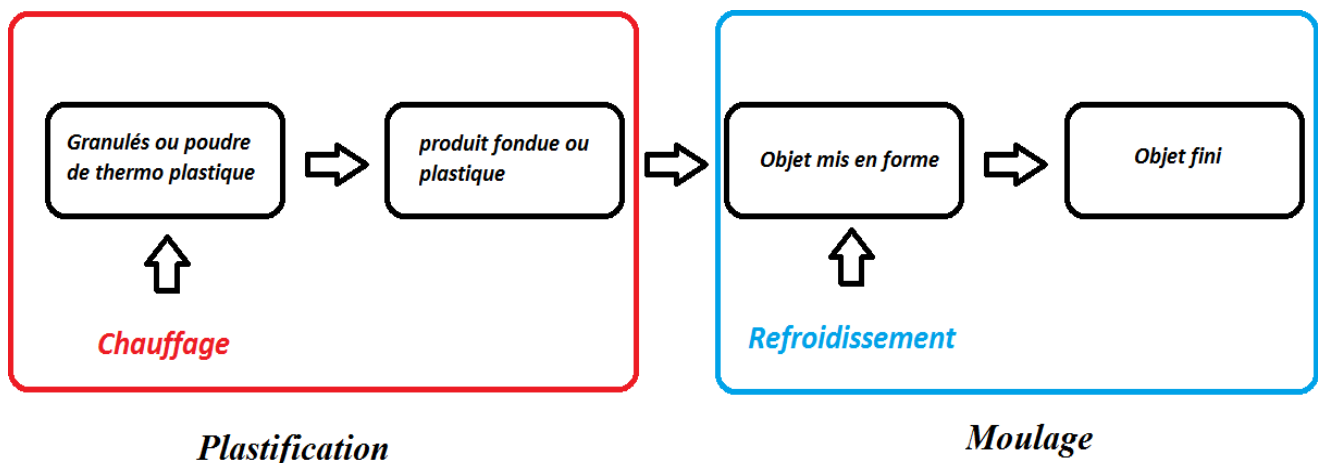 Granulés ou poudre
de thermo plastique
produit fondue ou
plastique
Objet mis en forme
Objet fini
Chauffage
Refroidissement
Plastification
Moulage